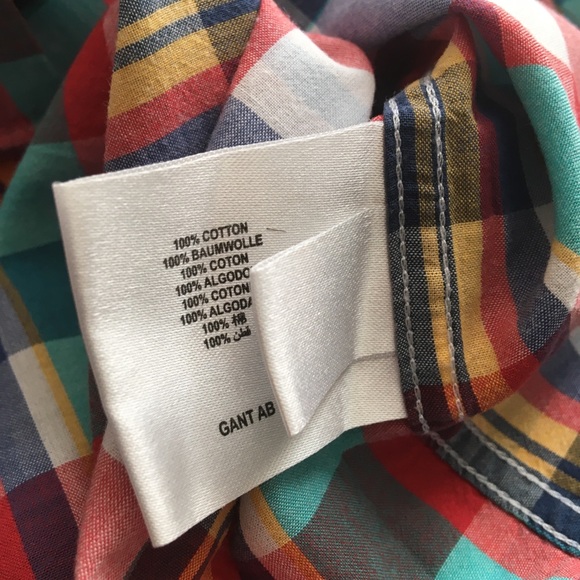 100% COTTON
100% BAUMWOLLE
100% COTON
100% ALGODO
100% COTON
100% ALGODA
100% 棉
100% قطن
GANT AB